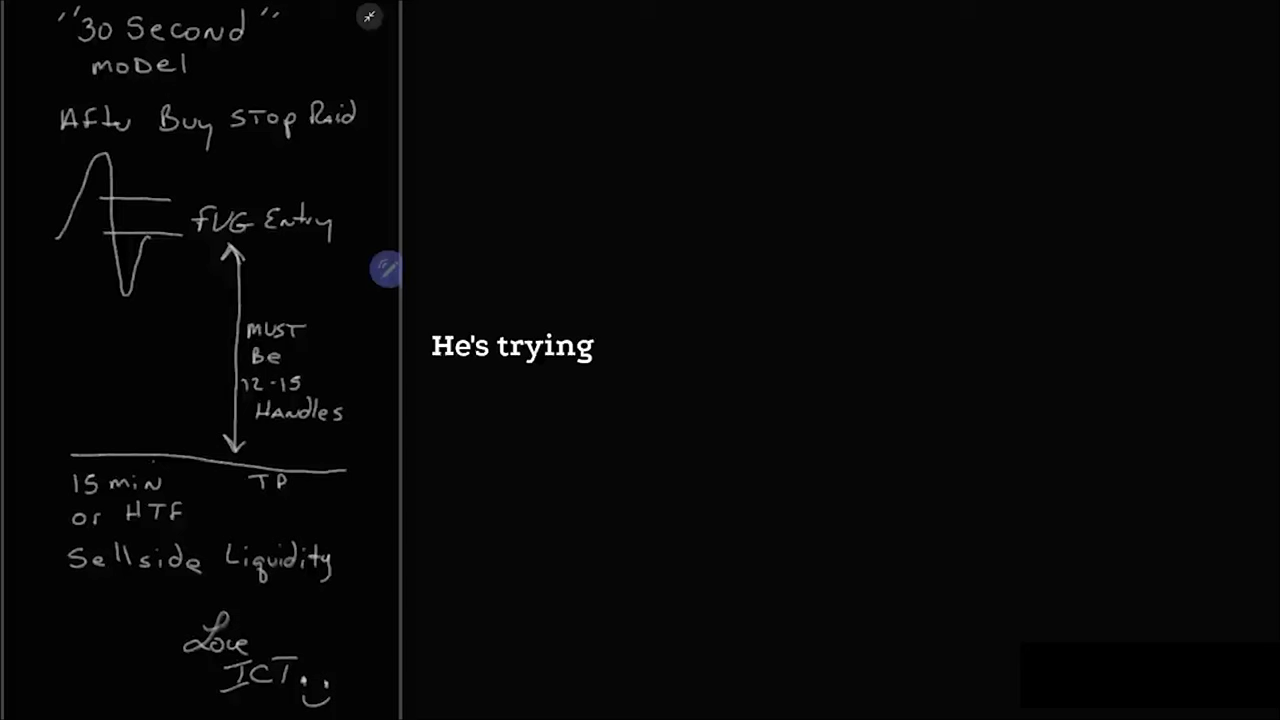 "30 Second"
model
After Buy STop Raid
FVG Entry
MUST
Be
12-15
HANdles
15 min
TP
or HTF
Sellside Liquidity
Love
ICT
He's trying